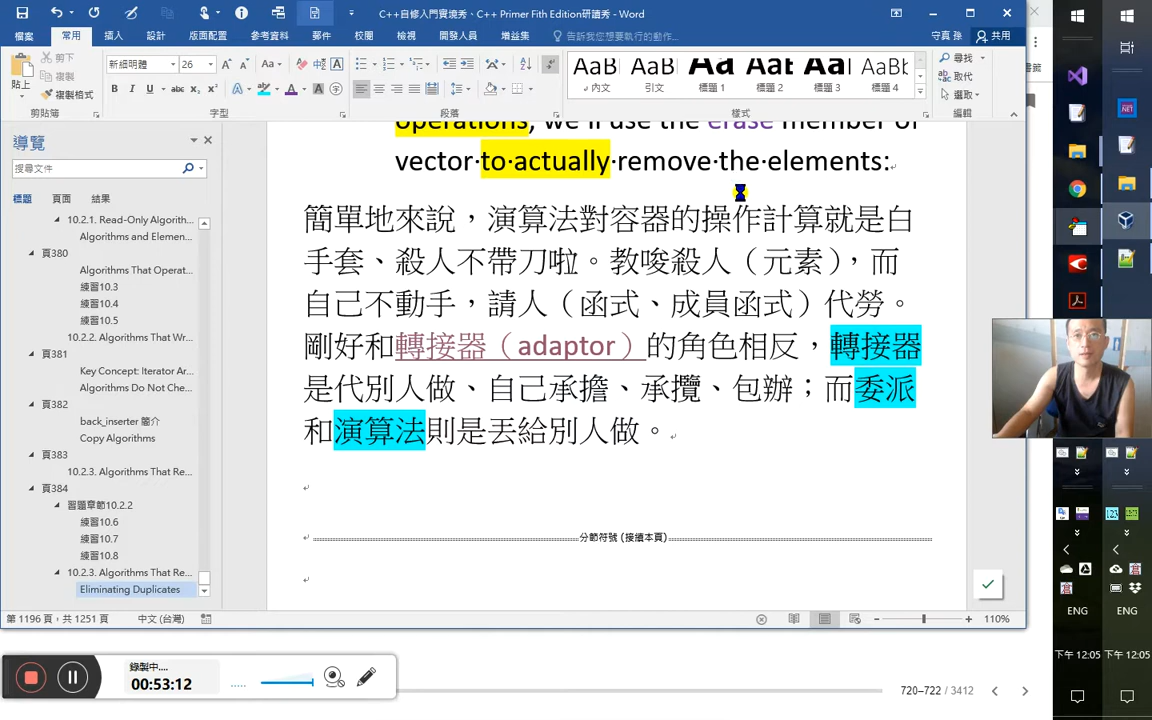 C++自修入門實境秀、C++ Primer Fith Edition研讀秀 - Word
檔案 常用 插入 設計 版面配置 參考資料 郵件 校閱 檢視 開發人員 增益集 告訴我您想要執行的動作... 守真 孫 共用
貼上 剪下 複製 複製格式 剪貼簿
新細明體 26 字型
段落
AaB AaB Aa AaB AaB AaBb
內文 內文 標題 1 標題 2 標題 3 標題 4
樣式
尋找 取代 選取 編輯
導覽
搜尋文件
標題 頁面 結果
10.2.1. Read-Only Algorith...
Algorithms and Elemen...
頁380
Algorithms That Operat...
練習10.3
練習10.4
練習10.5
10.2.2. Algorithms That Wr...
頁381
Key Concept: Iterator Ar...
Algorithms Do Not Che...
頁382
back_inserter 簡介
Copy Algorithms
頁383
10.2.3. Algorithms That Re...
頁384
習題章節10.2.2
練習10.6
練習10.7
練習10.8
10.2.3. Algorithms That Re...
Eliminating Duplicates
operations, we'll use the erase member of
vector to actually remove the elements:
簡單地來說，演算法對容器的操作計算就是白
手套、殺人不帶刀啦。教唆殺人（元素），而
自己不動手，請人（函式、成員函式）代勞。
剛好和轉接器（adaptor）的角色相反，轉接器
是代別人做、自己承擔、承攬、包辦；而委派
和演算法則是丟給別人做。
分節符號 (接續本頁)
第 1196 頁，共 1251 頁 中文 (台灣) 110%
錄製中....
00:53:12
720–722 / 3412
ENG ENG
下午 12:05 下午 12:05